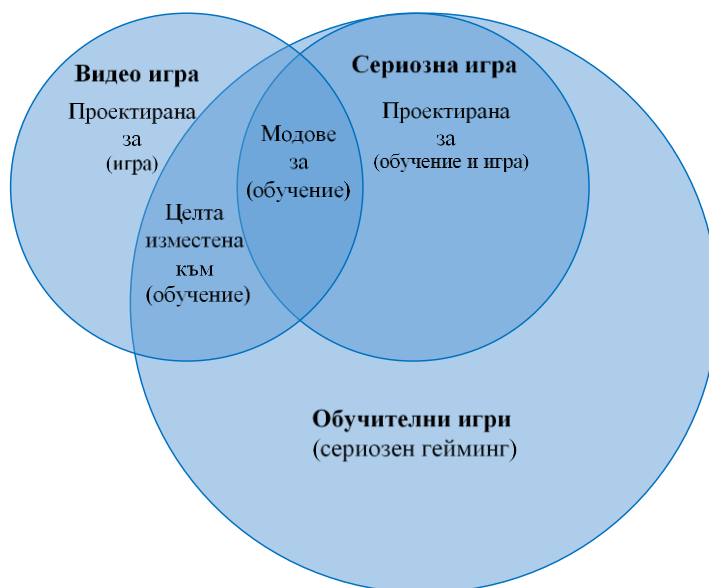 Видео игра
Проектирана
за
(игра)
Сериозна игра
Проектирана
за
(обучение и игра)
Модове
за
(обучение)
Целта
изместена
към
(обучение)
Обучителни игри
(сериозен гейминг)